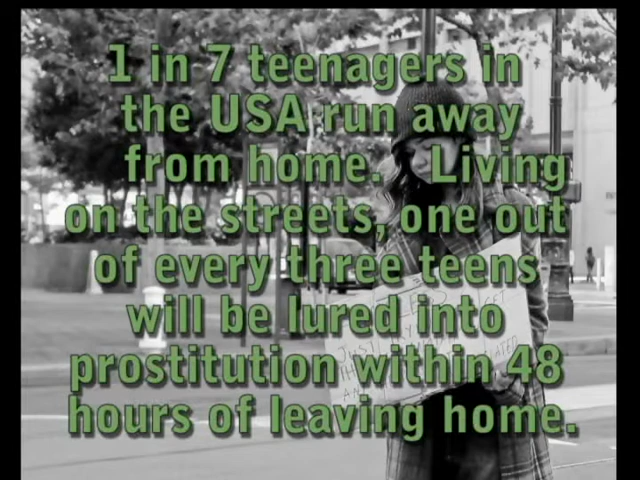 1 in 7 teenagers in
the USA run away
from home. Living
on the streets, one out
of every three teens
will be lured into
prostitution within 48
hours of leaving home.
JUST